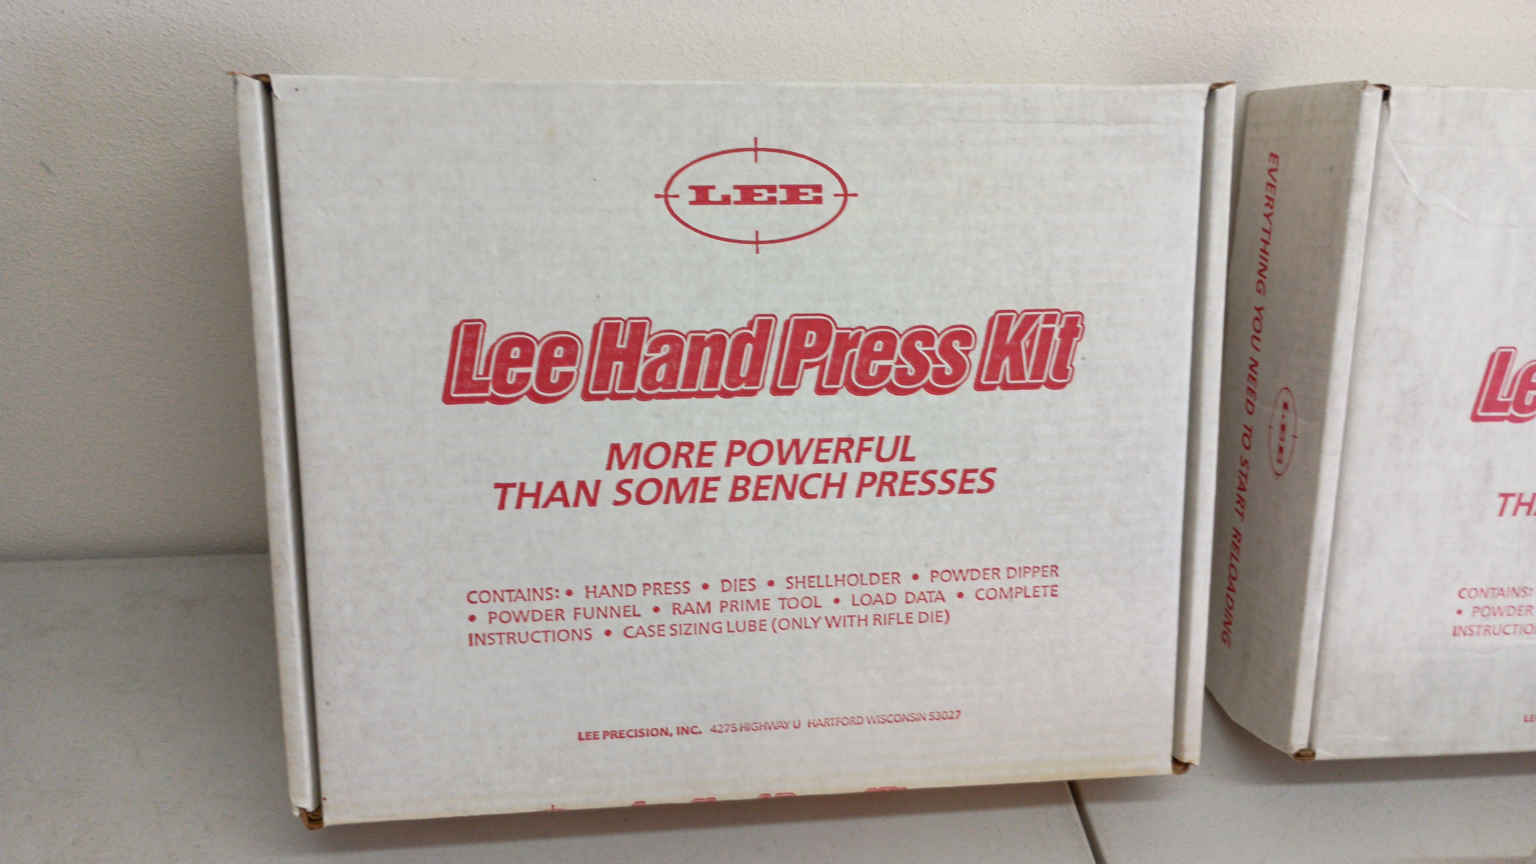 LEE
Lee Hand Press Kit
MORE POWERFUL
THAN SOME BENCH PRESSES
CONTAINS: • HAND PRESS • DIES • SHELLHOLDER • POWDER DIPPER
• POWDER FUNNEL • RAM PRIME TOOL • LOAD DATA • COMPLETE
INSTRUCTIONS • CASE SIZING LUBE (ONLY WITH RIFLE DIE)
LEE PRECISION, INC. 4275 HIGHWAY U HARTFORD WISCONSIN 53027
EVERYTHING YOU NEED TO START RELOADING
LEE
CONTAINS:
• POWDER